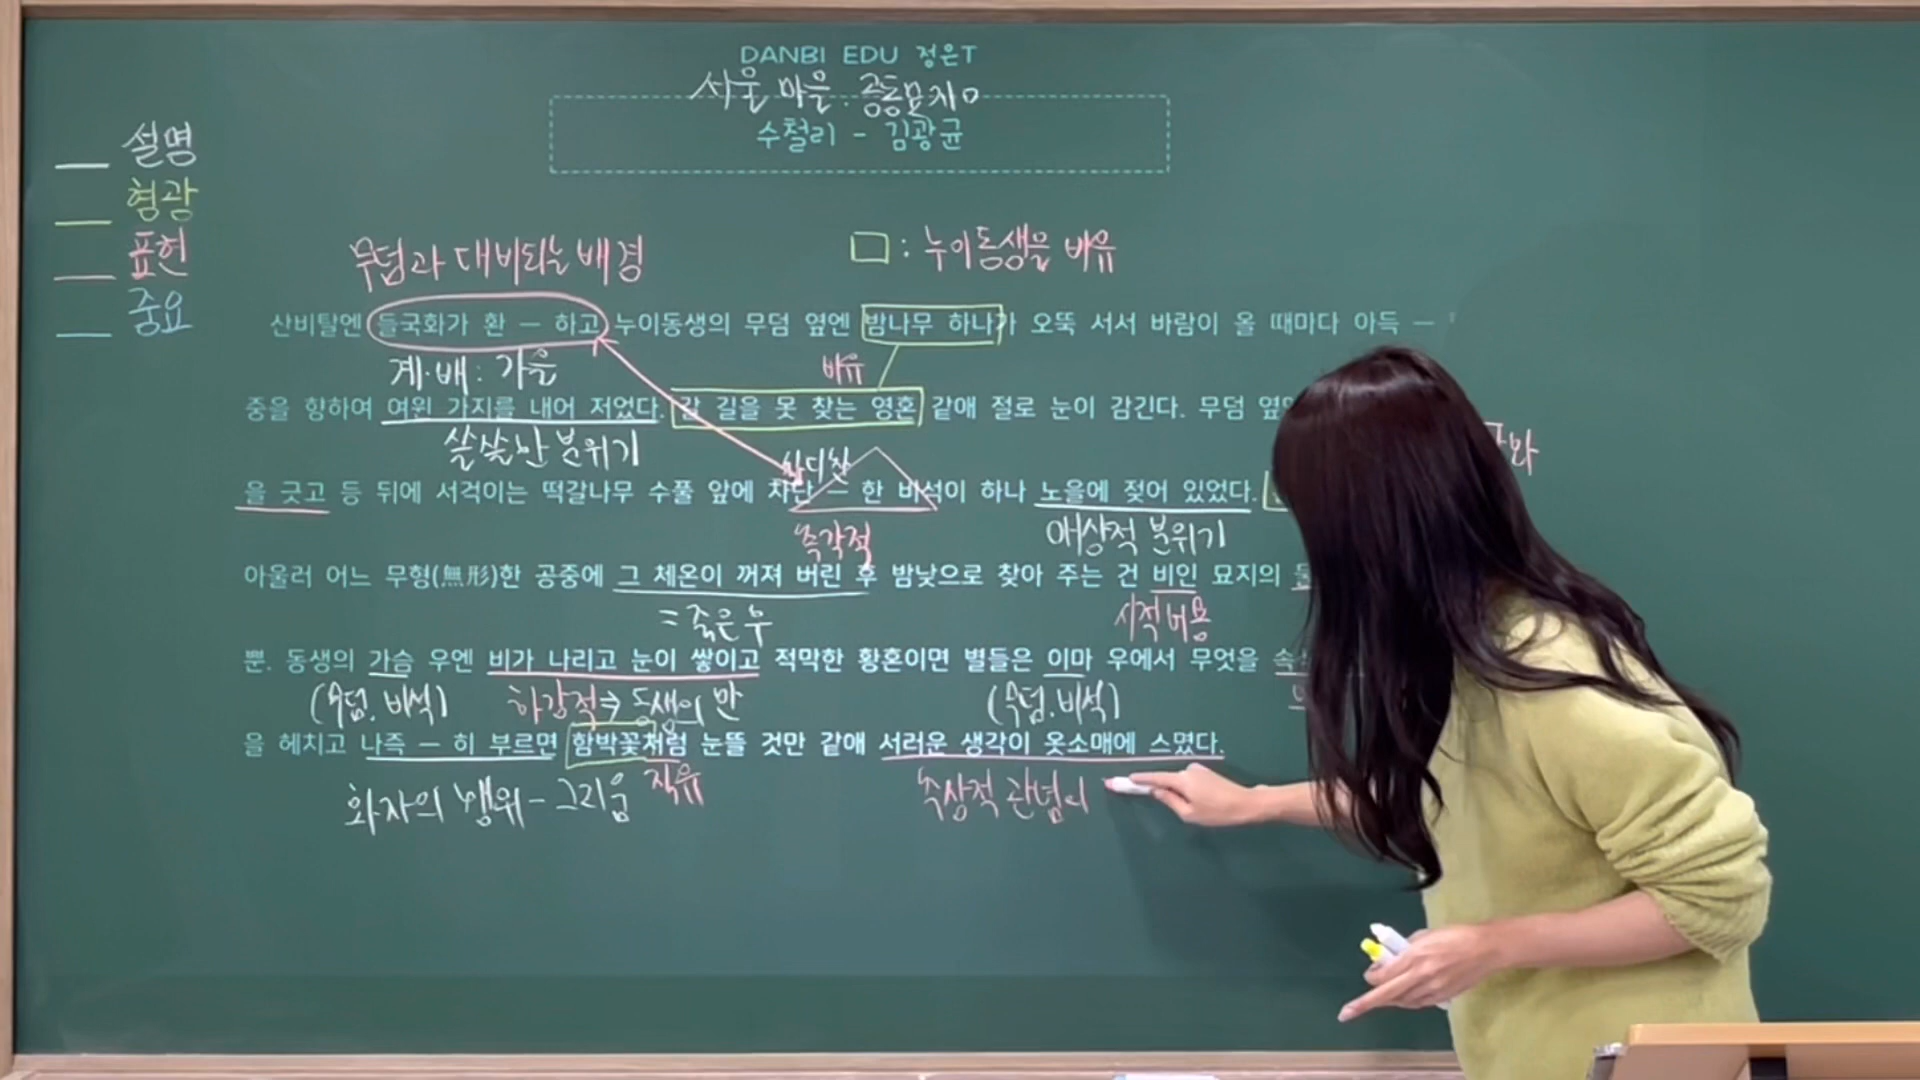 DANBI EDU 정은T
서울 마을. 공동묘지 O
수철리 - 김광균
설명
형광
표현
중요
무덤과 대비되는 배경
: 누이동생을 비유
산비탈엔 들국화가 환 — 하고 누이동생의 무덤 옆엔 밤나무 하나가 오뚝 서서 바람이 올 때마다 아득 —
계·배 : 가을
비유
중을 향하여 여윈 가지를 내어 저었다. 갈 길을 못 찾는 영혼 같애 절로 눈이 감긴다. 무덤 옆
쓸쓸한 분위기
차디찬
을 긋고 등 뒤에 서걱이는 떡갈나무 수풀 앞에 차단 — 한 비석이 하나 노을에 젖어 있었다.
촉각적
애상적 분위기
아울러 어느 무형(無形)한 공중에 그 체온이 꺼져 버린 후 밤낮으로 찾아 주는 건 비인 묘지의
= 죽은 후
시적 허용
뿐. 동생의 가슴 우엔 비가 나리고 눈이 쌓이고 적막한 황혼이면 별들은 이마 우에서 무엇을
(무덤, 비석)
하강적 → 동생의
(무덤, 비석)
을 헤치고 나즉 — 히 부르면 함박꽃처럼 눈뜰 것만 같애 서러운 생각이 옷소매에 스몄다.
화자의 행위 - 그리움
직유
추상적 관념의